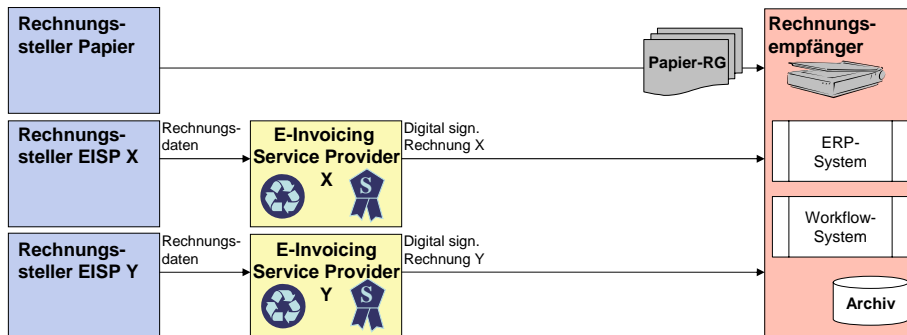 Rechnungs-
steller Papier
Papier-RG
Rechnungs-
empfänger
Rechnungs-
steller EISP X
Rechnungs-
daten
E-Invoicing
Service Provider
X
S
Digital sign.
Rechnung X
ERP-
System
Workflow-
System
Rechnungs-
steller EISP Y
Rechnungs-
daten
E-Invoicing
Service Provider
Y
S
Digital sign.
Rechnung Y
Archiv